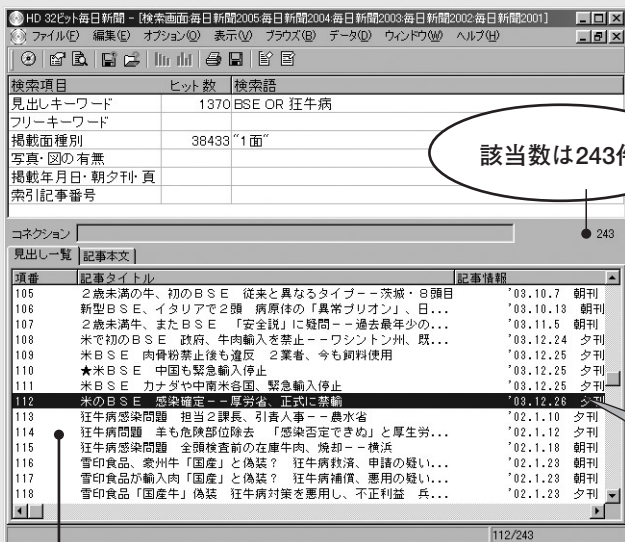 HD 32ビット毎日新聞 - [検索画面:毎日新聞2005:毎日新聞2004:毎日新聞2003:毎日新聞2002:毎日新聞2001]
ファイル(F) 編集(E) オプション(O) 表示(V) ブラウズ(B) データ(D) ウィンドウ(W) ヘルプ(H)
検索項目 ヒット数 検索語
見出しキーワード 1370 BSE OR 狂牛病
フリーキーワード
掲載面種別 38433 "1面"
写真・図の有無
掲載年月日・朝夕刊・頁
索引記事番号
該当数は243件
コネクション 243
見出し一覧 記事本文
項番 記事タイトル 記事情報
105 2歳未満の牛、初のBSE 従来と異なるタイプ--茨城・8頭目 '03.10.7 朝刊
106 新型BSE、イタリアで2頭 病原体の「異常プリオン」、日... '03.10.13 朝刊
107 2歳未満牛、またBSE 「安全説」に疑問--過去最年少の... '03.11.5 朝刊
108 米で初のBSE 政府、牛肉輸入を禁止--ワシントン州、既... '03.12.24 夕刊
109 米BSE 肉骨粉禁止後も違反 2業者、今も飼料使用 '03.12.25 夕刊
110 ★米BSE 中国も緊急輸入停止 '03.12.25 夕刊
111 米BSE カナダや中南米各国、緊急輸入停止 '03.12.25 夕刊
112 米のBSE 感染確定--厚労省、正式に禁輸 '03.12.26 夕刊
113 狂牛病感染問題 担当2課長、引責人事--農水省 '02.1.10 夕刊
114 狂牛病問題 羊も危険部位除去 「感染否定できぬ」と厚生労... '02.1.12 夕刊
115 狂牛病感染問題 全頭検査前の在庫牛肉、焼却--横浜 '02.1.18 朝刊
116 雪印食品、豪州牛「国産」と偽装? 狂牛病救済、申請の疑い... '02.1.23 朝刊
117 雪印食品が輸入肉「国産」と偽装? 狂牛病補償、悪用の疑い... '02.1.23 朝刊
118 雪印食品「国産牛」偽装 狂牛病対策を悪用し、不正利益 兵... '02.1.23 夕刊
112/243